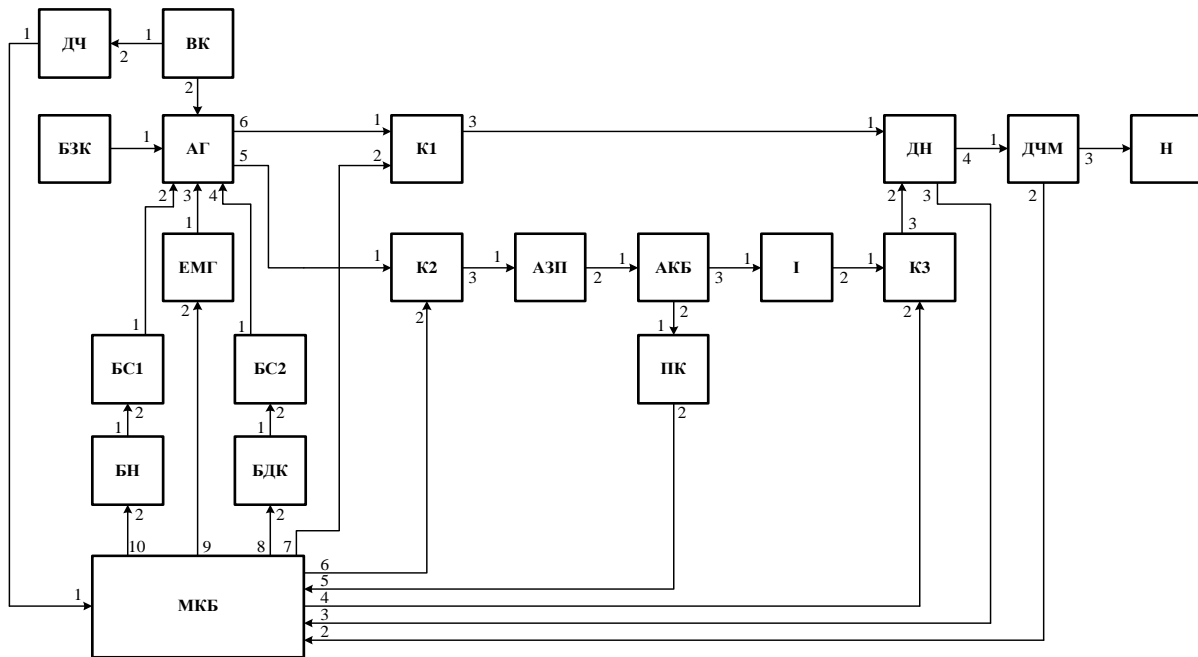 1 ДЧ 2 1 ВК
2
БЗК 1 АГ 6 1 К1 3 1 ДН 4 1 ДЧМ 3 Н
5 2
2 3 4 2 3 2
1 ЕМГ 2
1 К2 3 1 АЗП 2 1 АКБ 3 1 І 2 1 К3 3
2 2 2
1 БС1 2 1 БС2 2 1 ПК 2
1 БН 2 1 БДК 2
10 9 8 7
1 МКБ 6
5
4
3
2